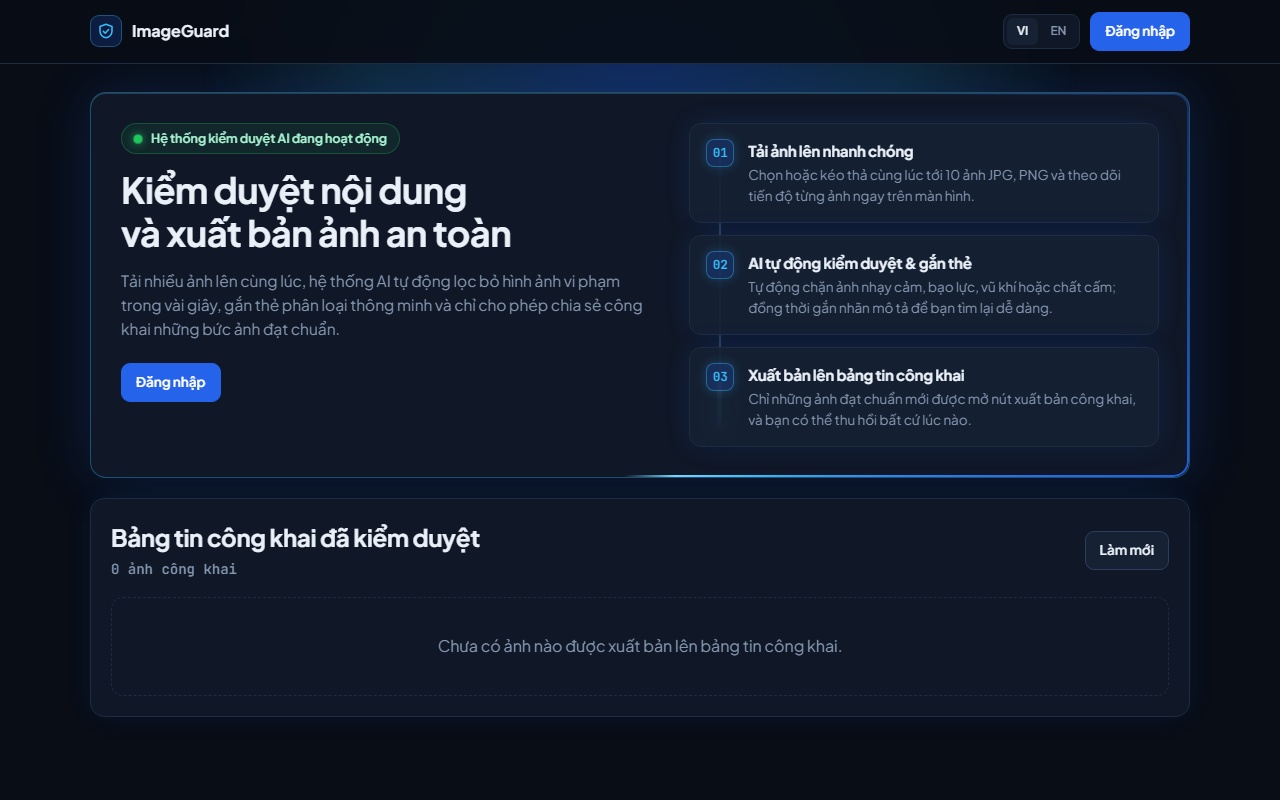 ImageGuard
VI
EN
Đăng nhập
Hệ thống kiểm duyệt AI đang hoạt động
Kiểm duyệt nội dung
và xuất bản ảnh an toàn
Tải nhiều ảnh lên cùng lúc, hệ thống AI tự động lọc bỏ hình ảnh vi phạm
trong vài giây, gắn thẻ phân loại thông minh và chỉ cho phép chia sẻ công
khai những bức ảnh đạt chuẩn.
Đăng nhập
01
Tải ảnh lên nhanh chóng
Chọn hoặc kéo thả cùng lúc tới 10 ảnh JPG, PNG và theo dõi
tiến độ từng ảnh ngay trên màn hình.
02
AI tự động kiểm duyệt & gắn thẻ
Tự động chặn ảnh nhạy cảm, bạo lực, vũ khí hoặc chất cấm;
đồng thời gắn nhãn mô tả để bạn tìm lại dễ dàng.
03
Xuất bản lên bảng tin công khai
Chỉ những ảnh đạt chuẩn mới được mở nút xuất bản công khai,
và bạn có thể thu hồi bất cứ lúc nào.
Bảng tin công khai đã kiểm duyệt
0 ảnh công khai
Làm mới
Chưa có ảnh nào được xuất bản lên bảng tin công khai.